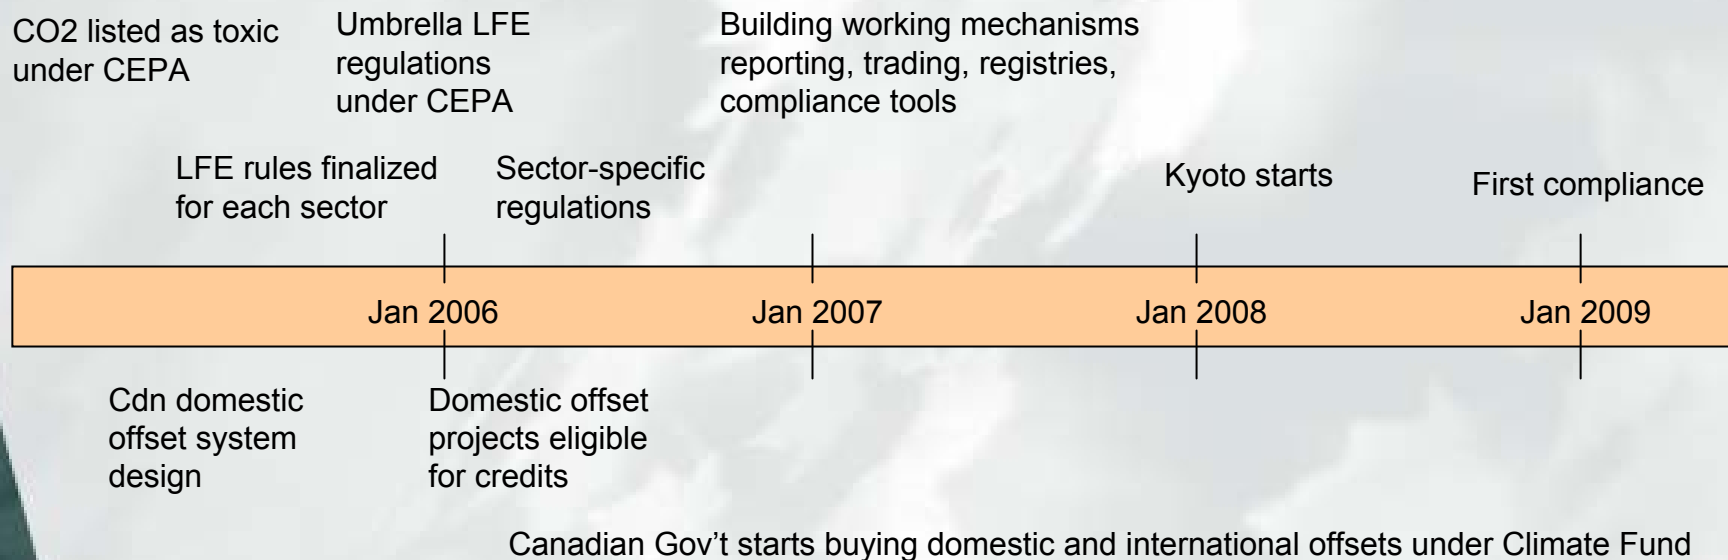 CO2 listed as toxic
under CEPA
Umbrella LFE
regulations
under CEPA
Building working mechanisms
reporting, trading, registries,
compliance tools
LFE rules finalized
for each sector
Sector-specific
regulations
Kyoto starts
First compliance
Jan 2006
Jan 2007
Jan 2008
Jan 2009
Cdn domestic
offset system
design
Domestic offset
projects eligible
for credits
Canadian Gov’t starts buying domestic and international offsets under Climate Fund